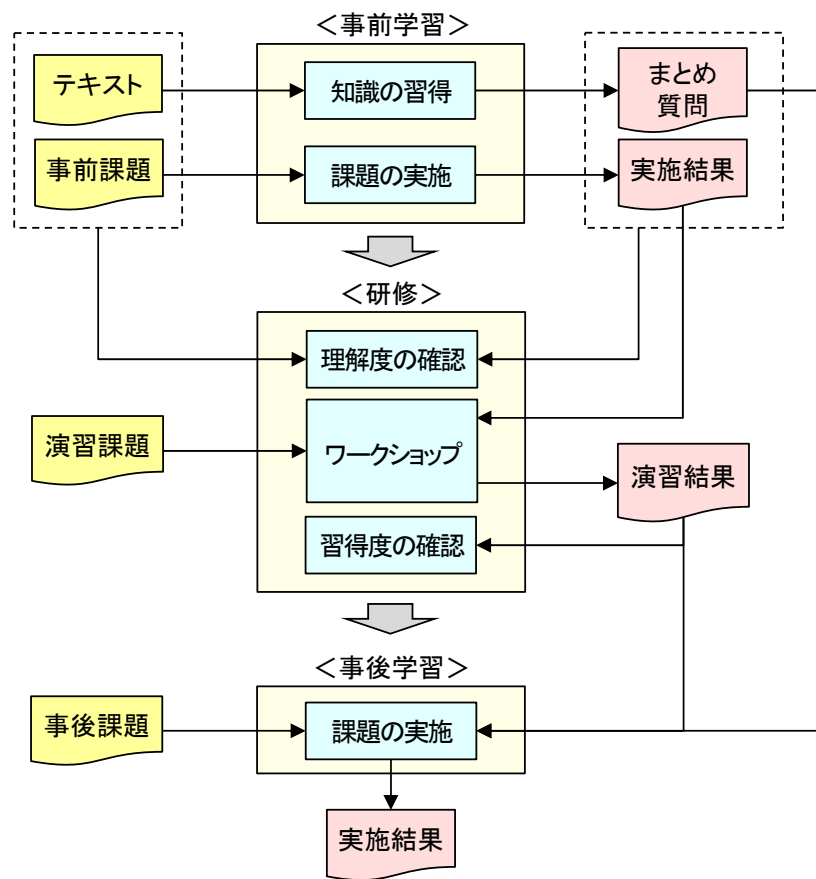 ＜事前学習＞
テキスト
知識の習得
まとめ
質問
事前課題
課題の実施
実施結果
＜研修＞
理解度の確認
演習課題
ワークショップ
演習結果
習得度の確認
＜事後学習＞
事後課題
課題の実施
実施結果